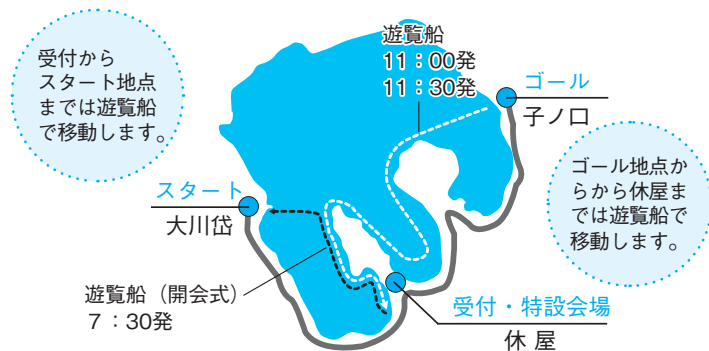 受付から
スタート地点
までは遊覧船
で移動します。
遊覧船
11：00発
11：30発
ゴール
子ノ口
ゴール地点か
らから休屋ま
では遊覧船で
移動します。
スタート
大川岱
遊覧船（開会式）
7：30発
受付・特設会場
休 屋